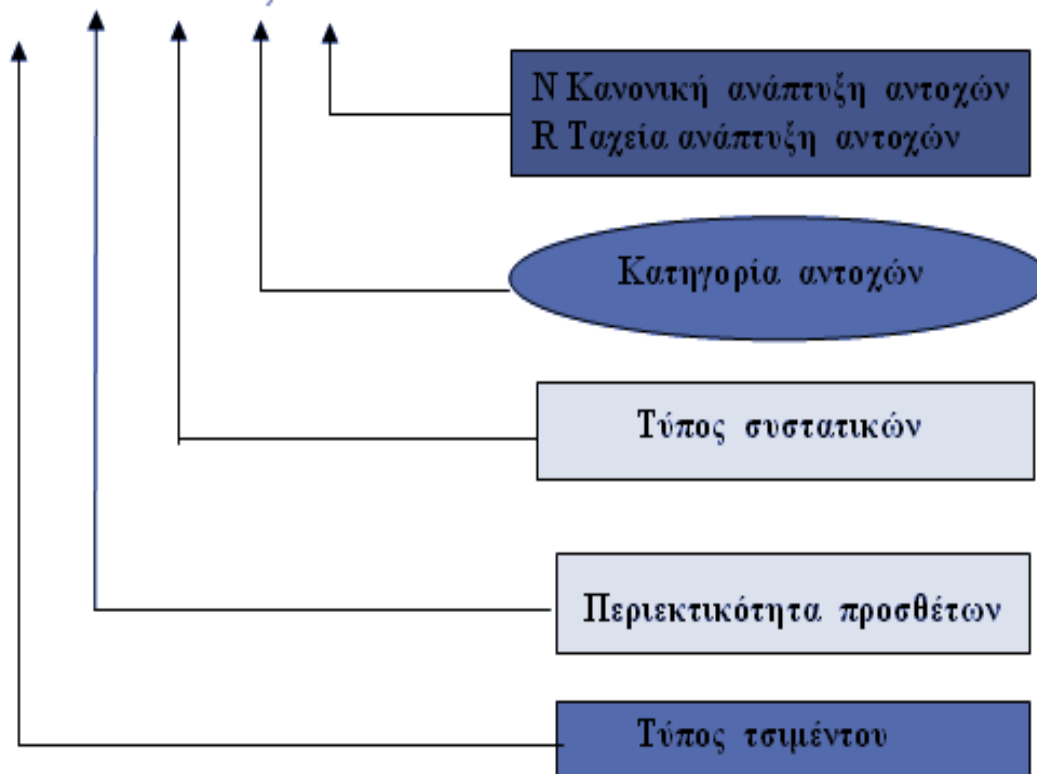 N Κανονική ανάπτυξη αντοχών
R Ταχεία ανάπτυξη αντοχών
Κατηγορία αντοχών
Τύπος συστατικών
Περιεκτικότητα προσθέτων
Τύπος τσιμέντου